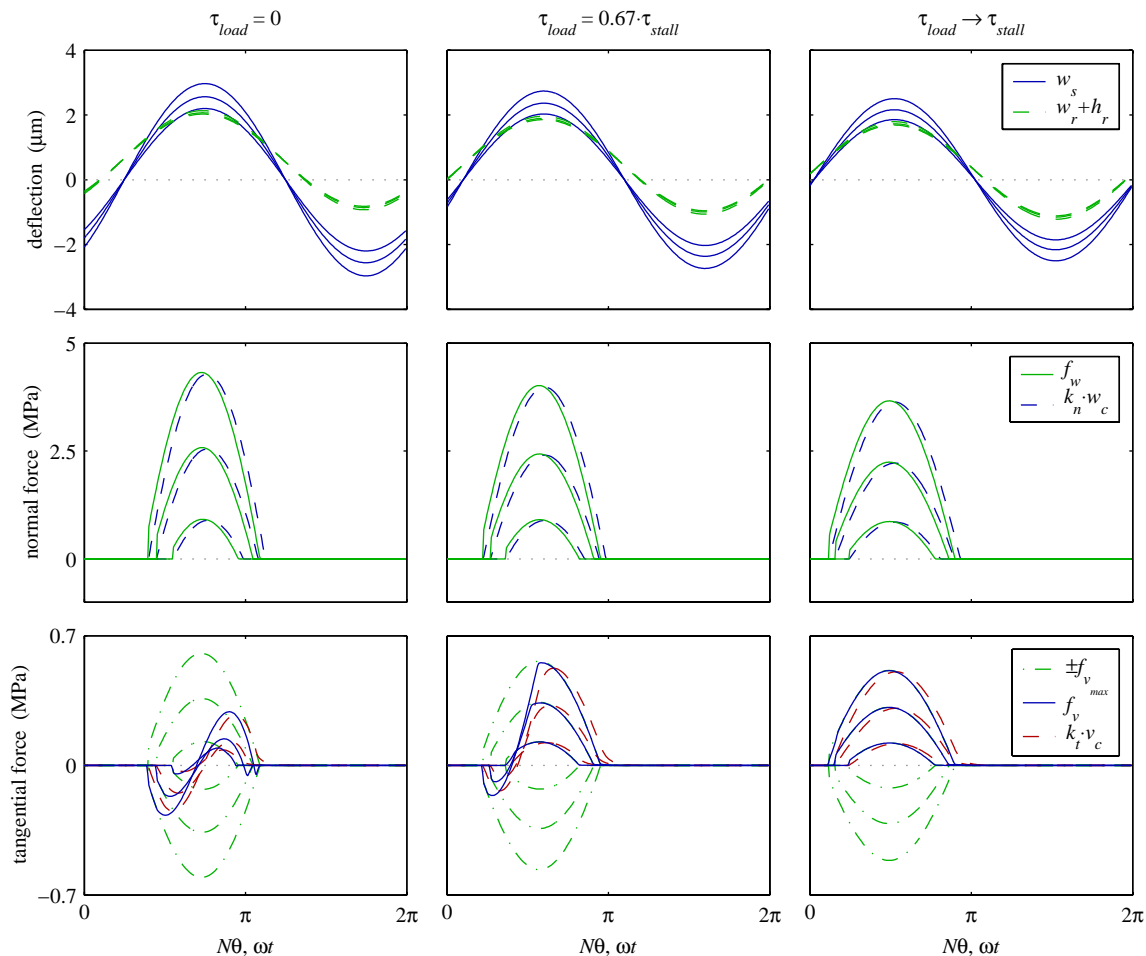 τload = 0
τload = 0.67·τstall
τload → τstall
deflection (μm)
4
2
0
−2
−4
ws
wr+hr
normal force (MPa)
5
2.5
0
fw
kn·wc
tangential force (MPa)
0.7
0
−0.7
±fvmax
fv
kt·vc
0
π
2π
0
π
2π
0
π
2π
Nθ, ωt
Nθ, ωt
Nθ, ωt